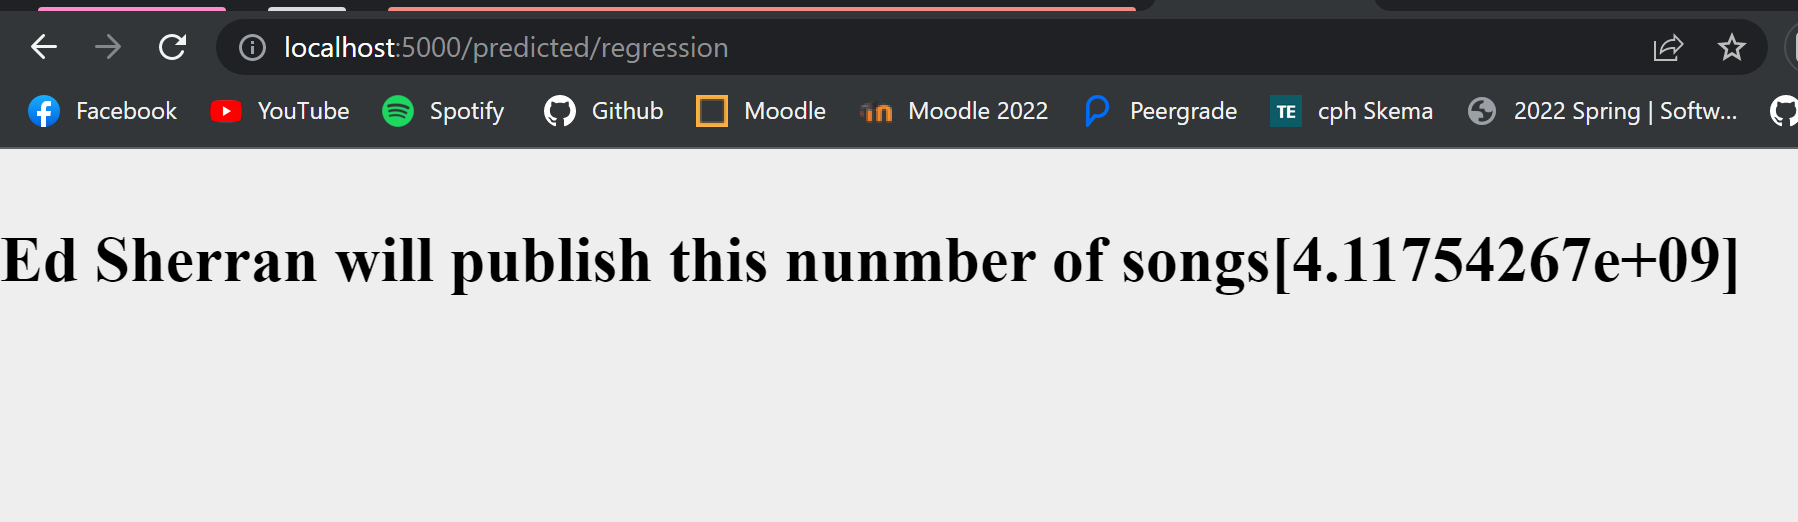 localhost:5000/predicted/regression
Facebook YouTube Spotify Github Moodle Moodle 2022 Peergrade TE cph Skema 2022 Spring | Softw...
Ed Sherran will publish this nunmber of songs[4.11754267e+09]